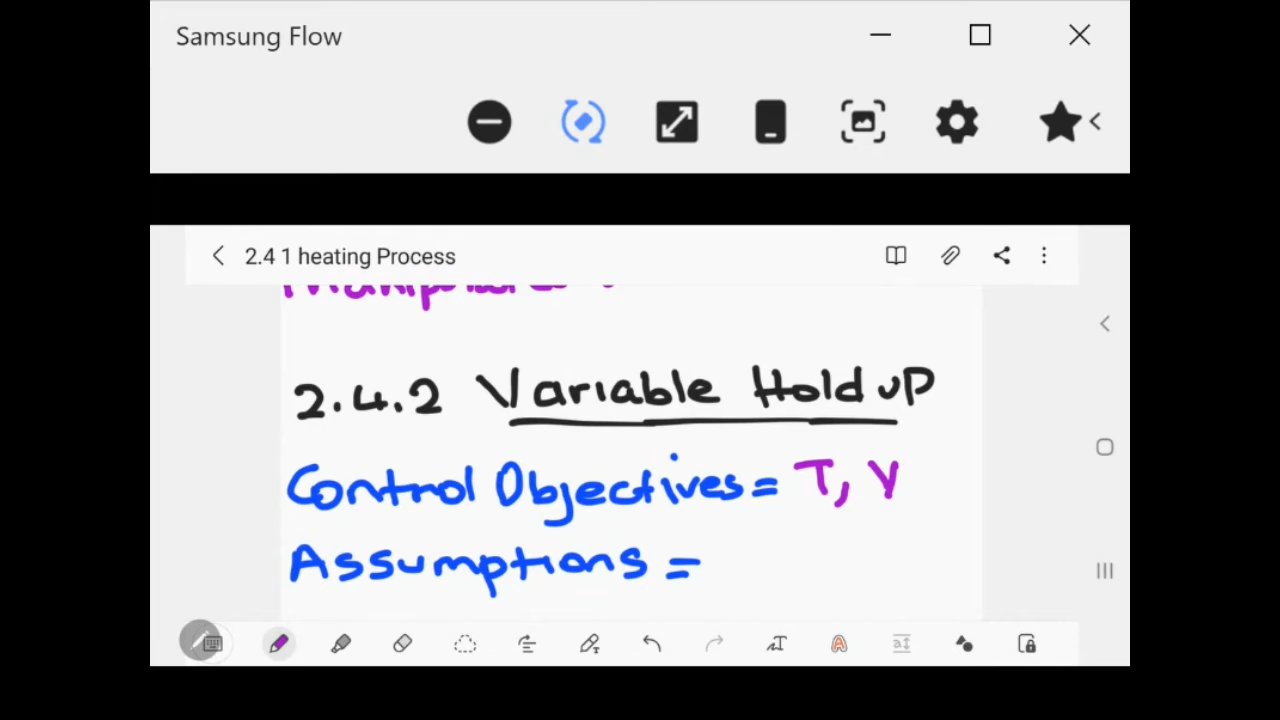 Samsung Flow
2.4 1 heating Process
2.4.2 Variable Hold up
Control Objectives = T, V
Assumptions =